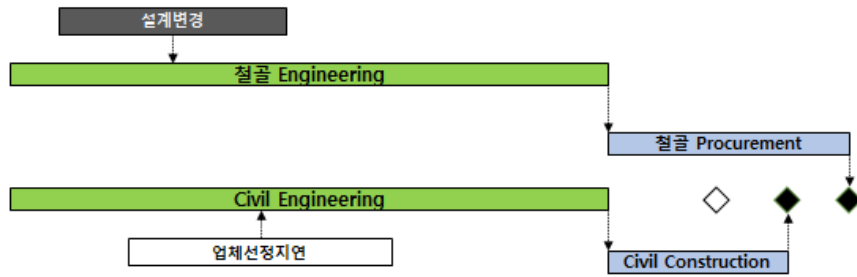 설계변경
철골 Engineering
철골 Procurement
Civil Engineering
업체선정지연
Civil Construction